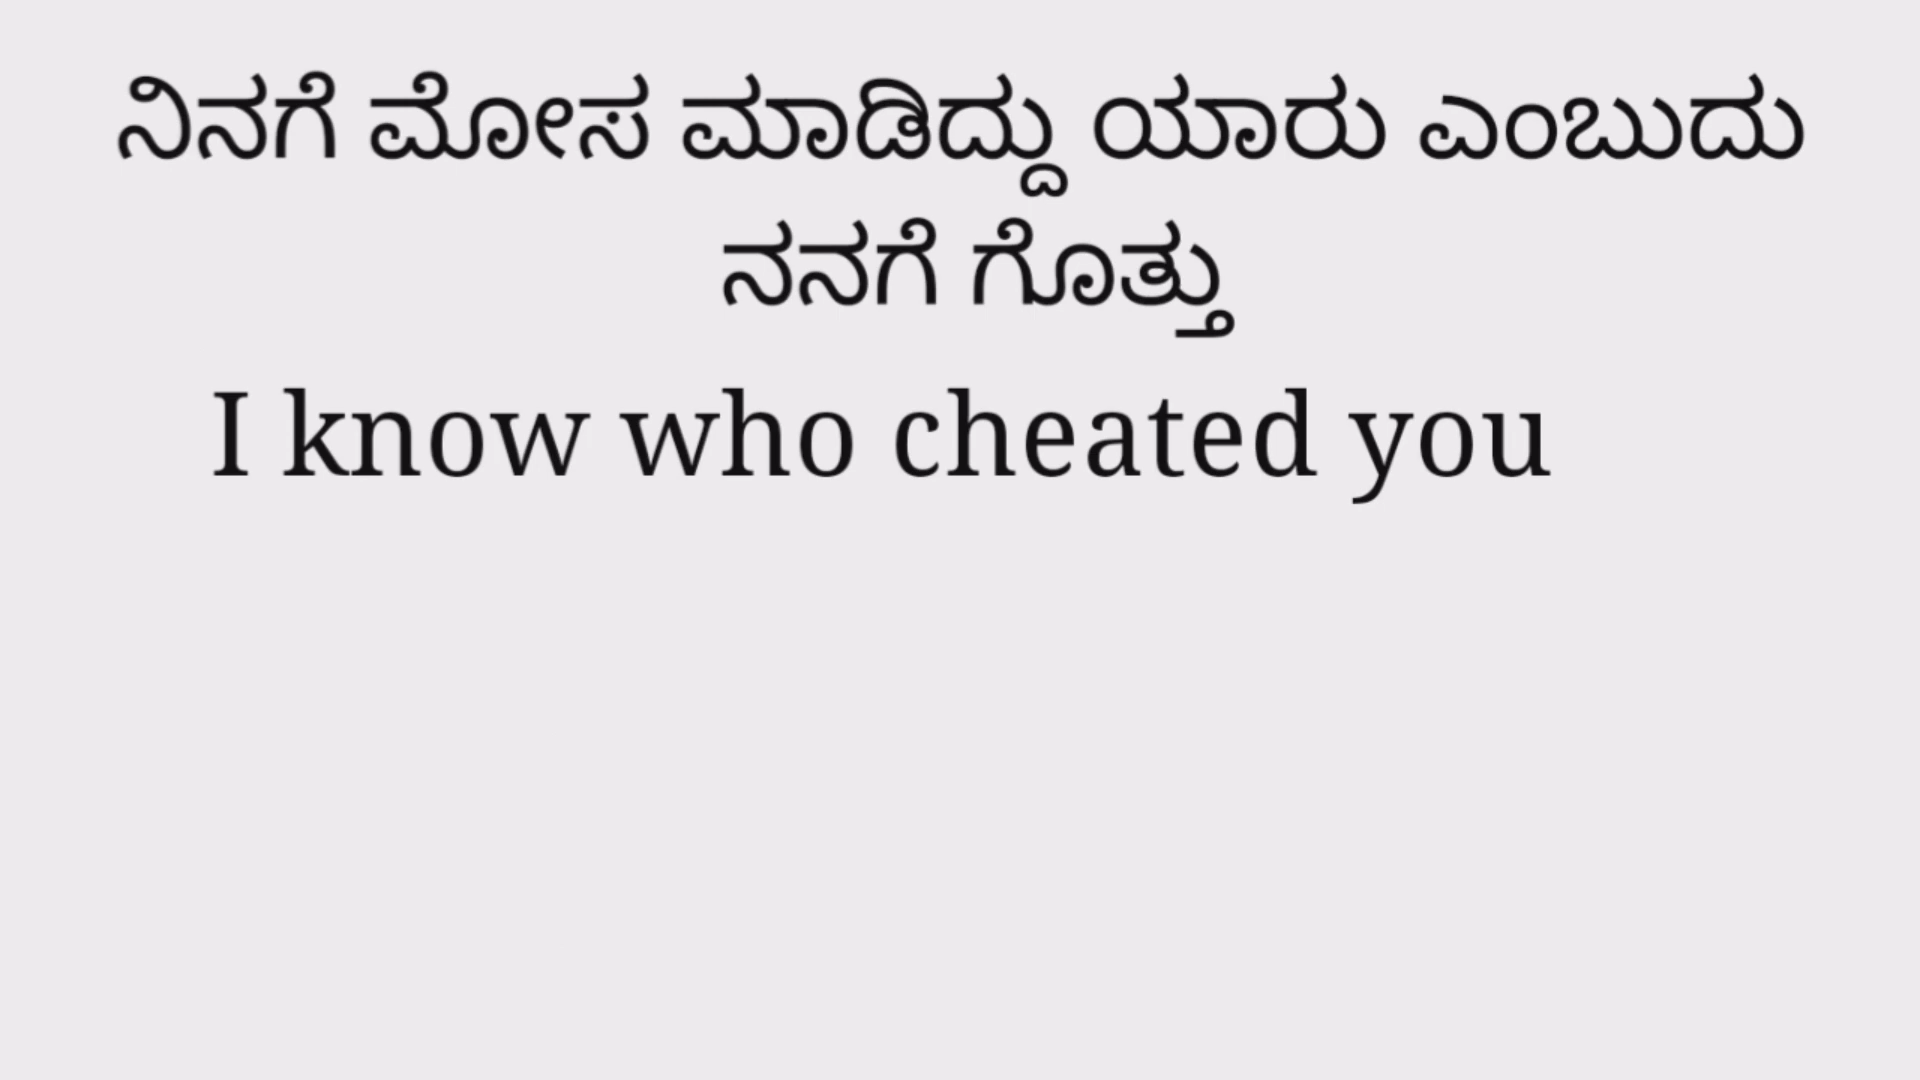 ನಿನಗೆ ಮೋಸ ಮಾಡಿದ್ದು ಯಾರು ಎಂಬುದು
ನನಗೆ ಗೊತ್ತು
I know who cheated you